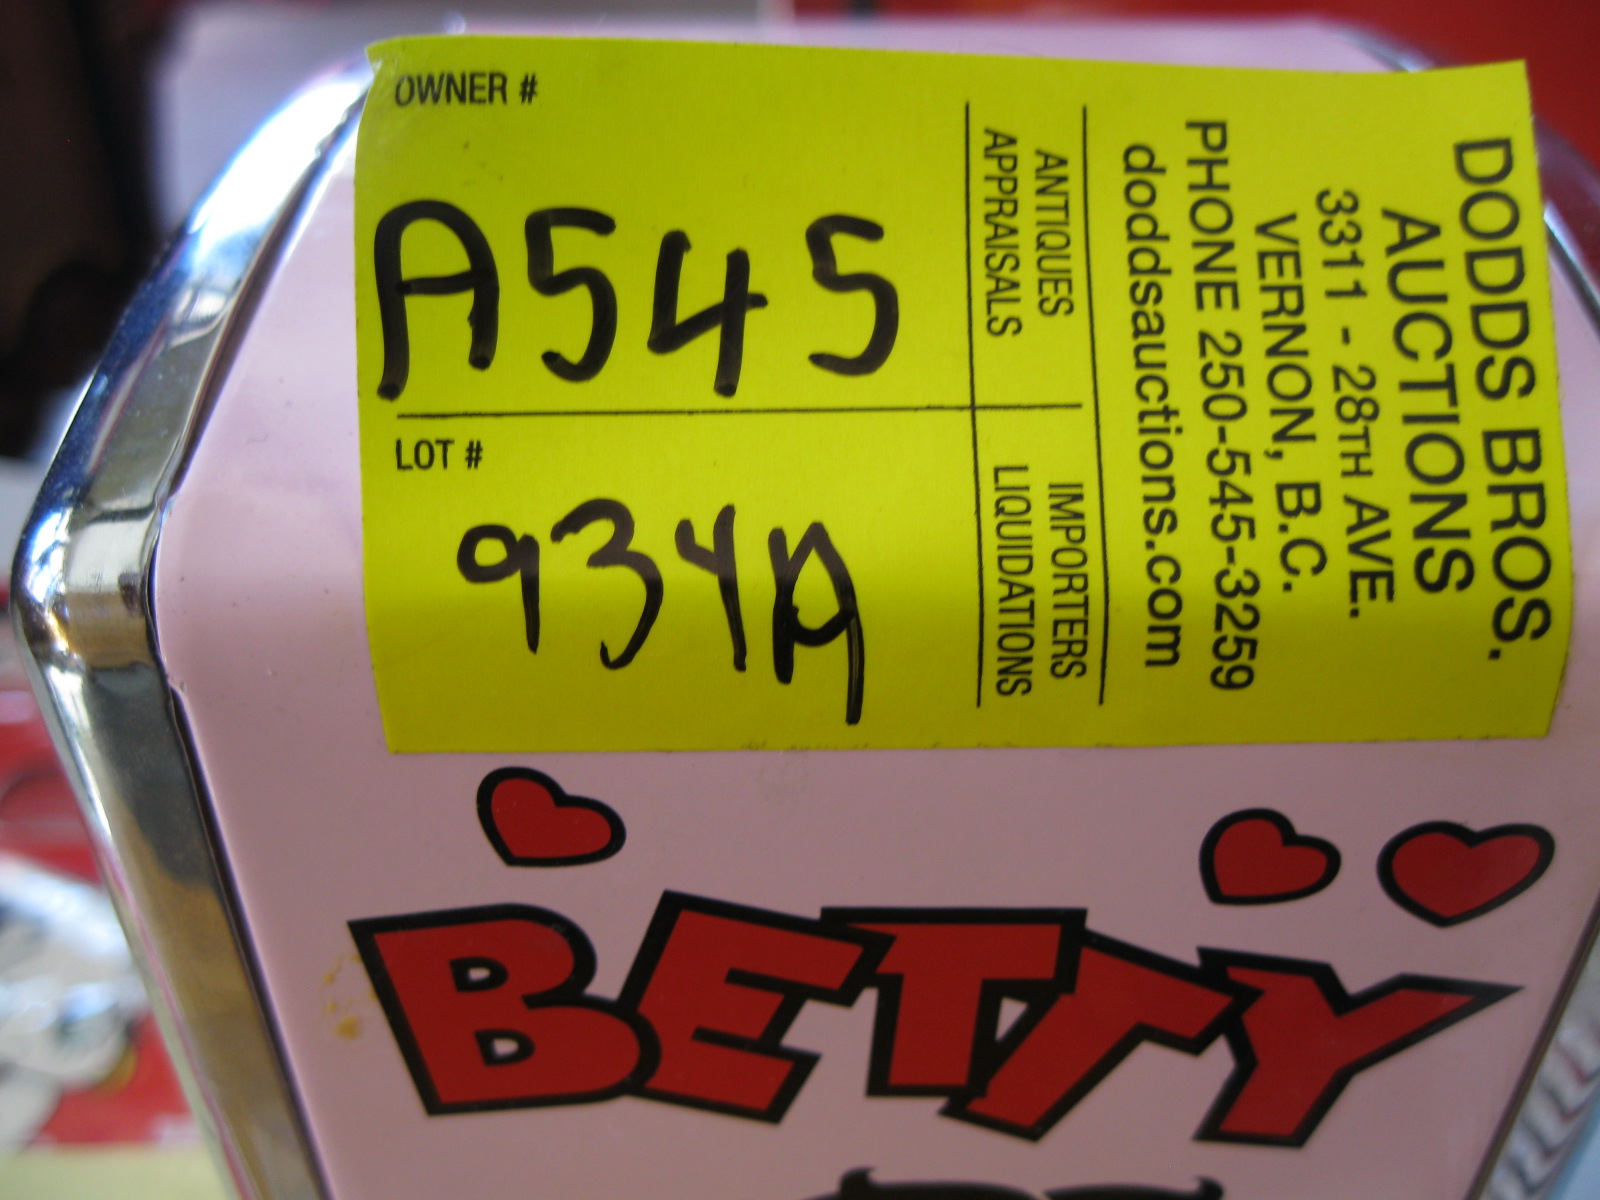 OWNER #
A545
LOT #
934A
DODDS BROS.
AUCTIONS
3311 - 28TH AVE.
VERNON, B.C.
PHONE 250-545-3259
doddsauctions.com
ANTIQUES IMPORTERS
APPRAISALS LIQUIDATIONS
BETTY